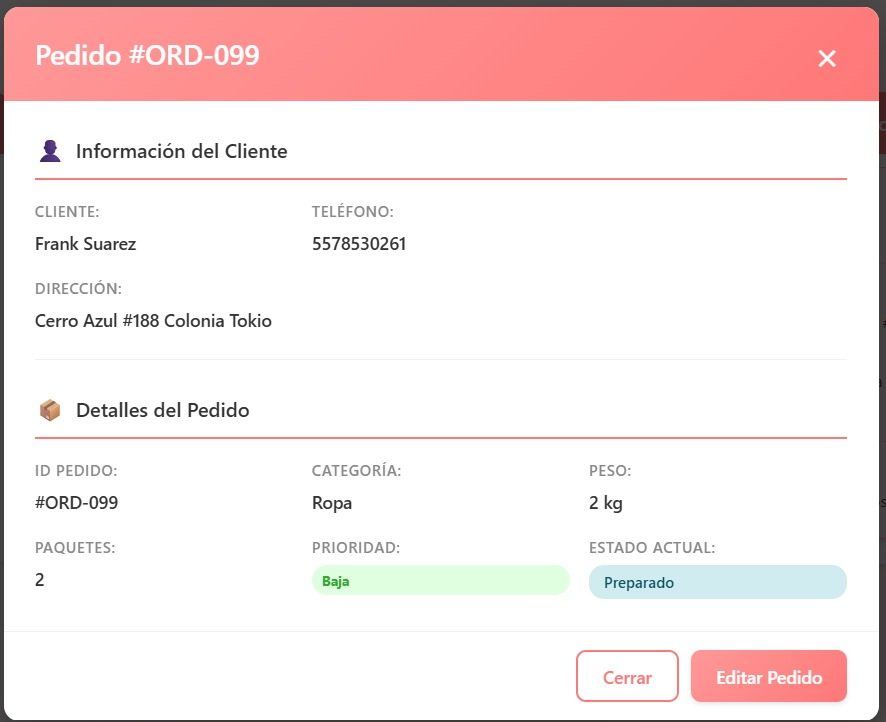 Pedido #ORD-099
Información del Cliente
CLIENTE: TELÉFONO:
Frank Suarez 5578530261
DIRECCIÓN:
Cerro Azul #188 Colonia Tokio
Detalles del Pedido
ID PEDIDO: CATEGORÍA: PESO:
#ORD-099 Ropa 2 kg
PAQUETES: PRIORIDAD: ESTADO ACTUAL:
2 Baja Preparado
Cerrar Editar Pedido